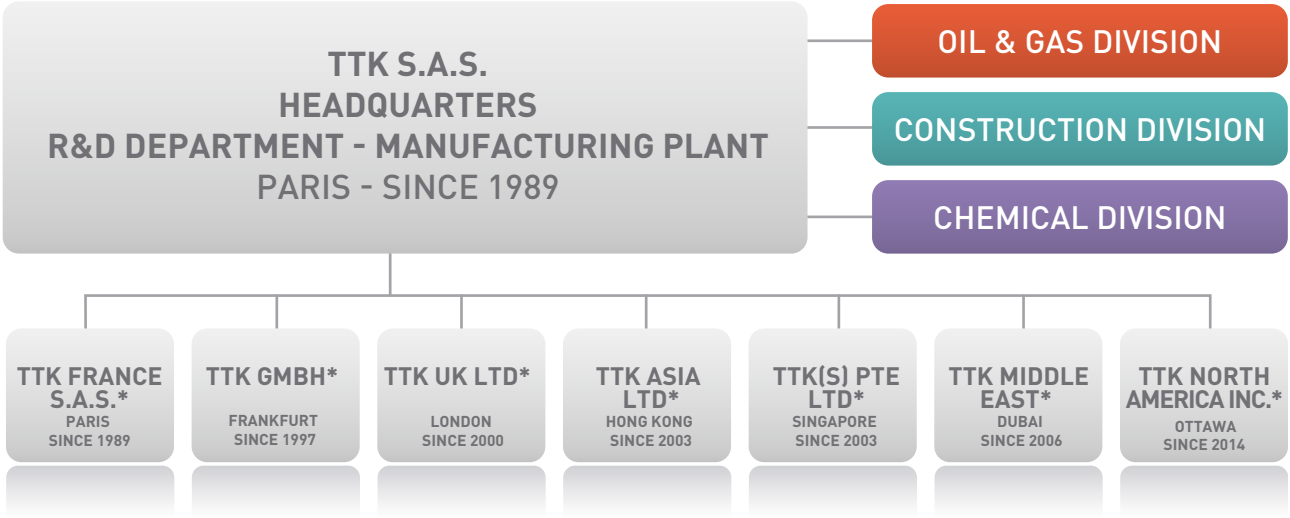 TTK S.A.S.
HEADQUARTERS
R&D DEPARTMENT - MANUFACTURING PLANT
PARIS - SINCE 1989
OIL & GAS DIVISION
CONSTRUCTION DIVISION
CHEMICAL DIVISION
TTK FRANCE
S.A.S.*
PARIS
SINCE 1989
TTK GMBH*
FRANKFURT
SINCE 1997
TTK UK LTD*
LONDON
SINCE 2000
TTK ASIA
LTD*
HONG KONG
SINCE 2003
TTK(S) PTE
LTD*
SINGAPORE
SINCE 2003
TTK MIDDLE
EAST*
DUBAI
SINCE 2006
TTK NORTH
AMERICA INC.*
OTTAWA
SINCE 2014